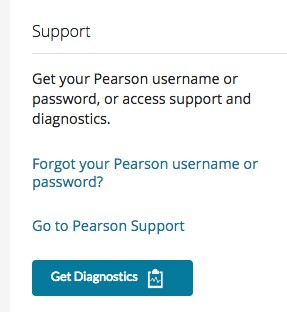 Support
Get your Pearson username or
password, or access support and
diagnostics.
Forgot your Pearson username or
password?
Go to Pearson Support
Get Diagnostics